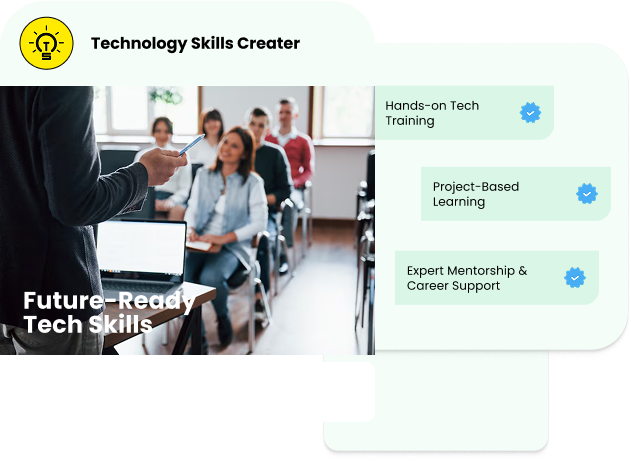 Technology Skills Creater
Hands-on Tech
Training
Project-Based
Learning
Expert Mentorship &
Career Support
Future-Ready
Tech Skills